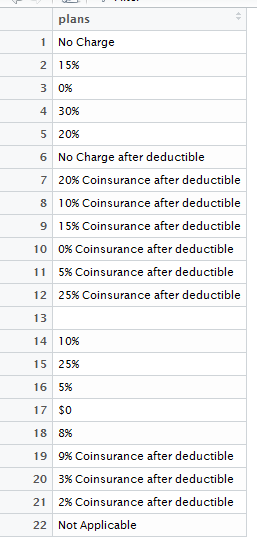 plans
1 No Charge
2 15%
3 0%
4 30%
5 20%
6 No Charge after deductible
7 20% Coinsurance after deductible
8 10% Coinsurance after deductible
9 15% Coinsurance after deductible
10 0% Coinsurance after deductible
11 5% Coinsurance after deductible
12 25% Coinsurance after deductible
13
14 10%
15 25%
16 5%
17 $0
18 8%
19 9% Coinsurance after deductible
20 3% Coinsurance after deductible
21 2% Coinsurance after deductible
22 Not Applicable